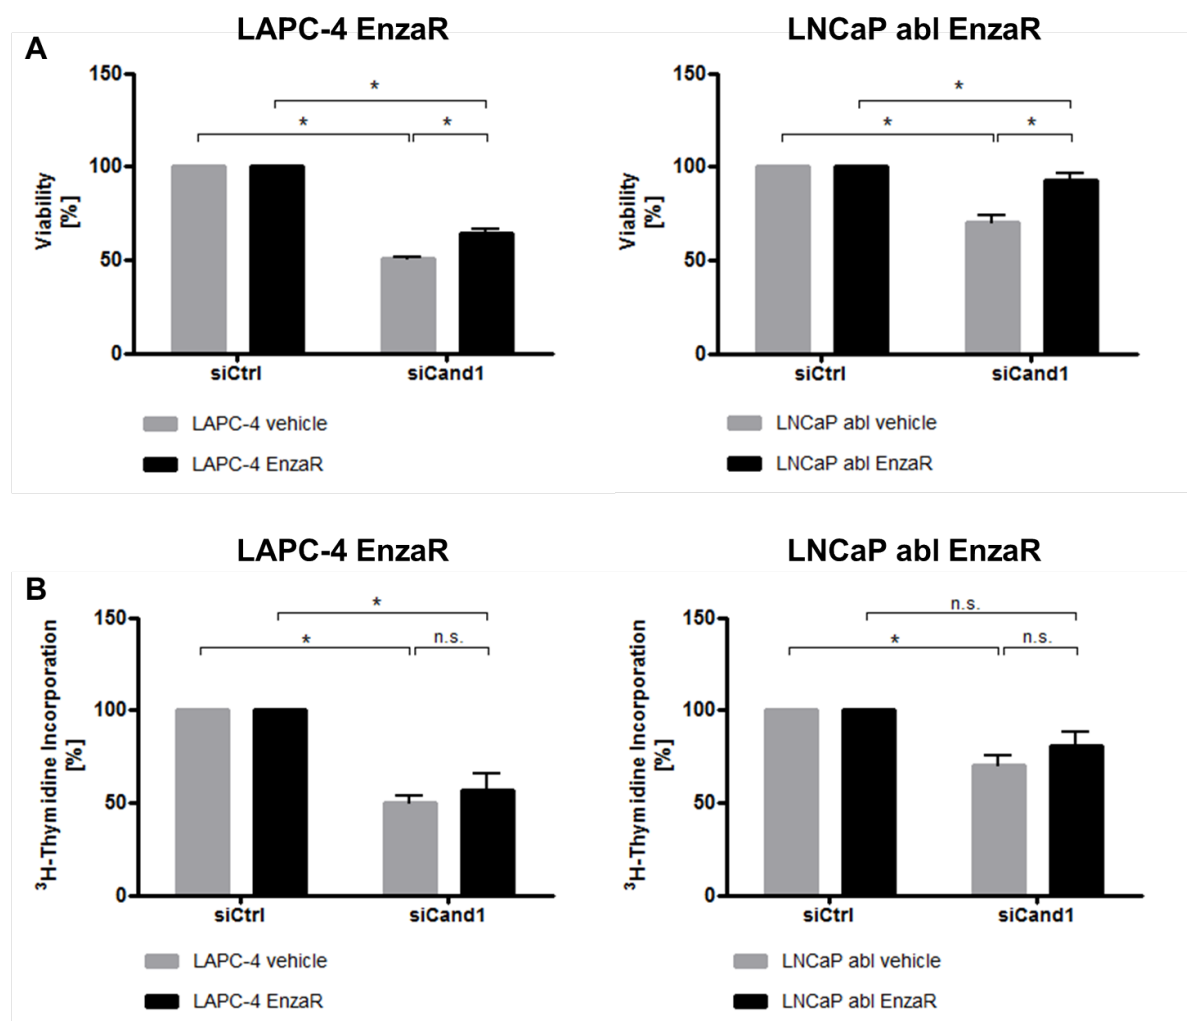 LAPC-4 EnzaR
LNCaP abl EnzaR
A
150
100
50
0
Viability
[%]
*
*
*
siCtrl
siCand1
LAPC-4 vehicle
LAPC-4 EnzaR
150
100
50
0
Viability
[%]
*
*
*
siCtrl
siCand1
LNCaP abl vehicle
LNCaP abl EnzaR
LAPC-4 EnzaR
LNCaP abl EnzaR
B
150
100
50
0
³H-Thymidine Incorporation
[%]
*
*
n.s.
siCtrl
siCand1
LAPC-4 vehicle
LAPC-4 EnzaR
150
100
50
0
³H-Thymidine Incorporation
[%]
n.s.
*
n.s.
siCtrl
siCand1
LNCaP abl vehicle
LNCaP abl EnzaR